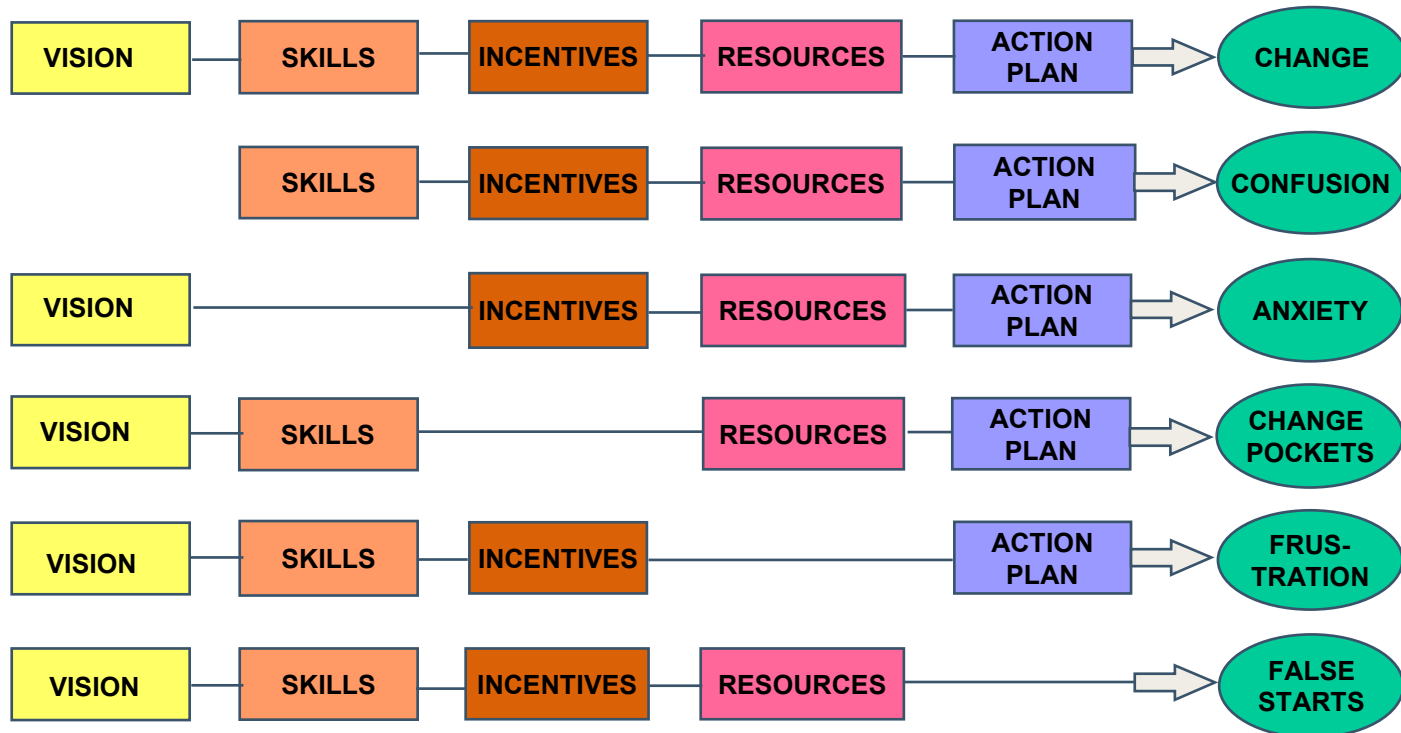 VISION SKILLS INCENTIVES RESOURCES ACTION PLAN CHANGE
SKILLS INCENTIVES RESOURCES ACTION PLAN CONFUSION
VISION INCENTIVES RESOURCES ACTION PLAN ANXIETY
VISION SKILLS RESOURCES ACTION PLAN CHANGE POCKETS
VISION SKILLS INCENTIVES ACTION PLAN FRUS-TRATION
VISION SKILLS INCENTIVES RESOURCES FALSE STARTS